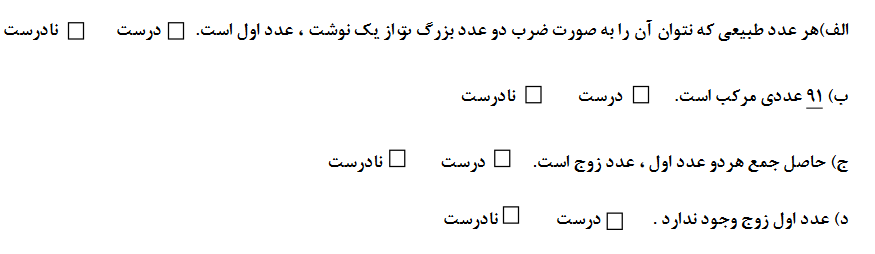 الف)هر عدد طبیعی که نتوان آن را به صورت ضرب دو عدد بزرگ تر از یک نوشت ، عدد اول است. □ درست □ نادرست
ب) ۹۱ عددی مرکب است. □ درست □ نادرست
ج) حاصل جمع هردو عدد اول ، عدد زوج است. □ درست □ نادرست
د) عدد اول زوج وجود ندارد . □ درست □ نادرست